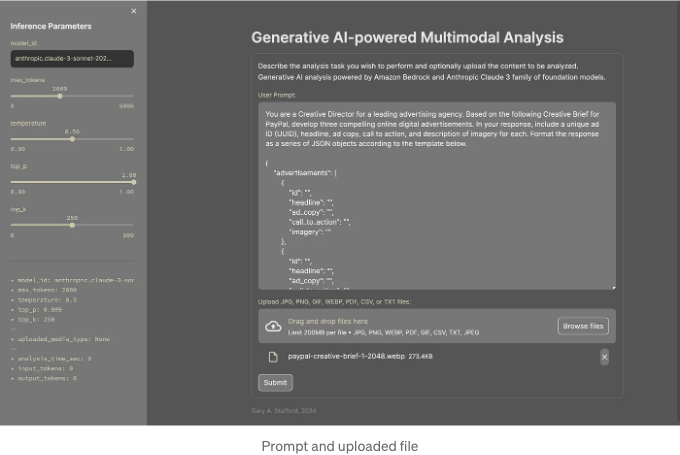 ×
Inference Parameters
model_id
anthropic.claude-3-sonnet-202...
max_tokens
2000
0 5000
temperature
0.50
0.00 1.00
top_p
1.00
0.00 1.00
top_k
250
0 500
• model_id: anthropic.claude-3-sor
• max_tokens: 2000
• temperature: 0.5
• top_p: 0.999
• top_k: 250
• uploaded_media_type: None
• analysis_time_sec: 0
• input_tokens: 0
• output_tokens: 0
Generative AI-powered Multimodal Analysis
Describe the analysis task you wish to perform and optionally upload the content to be analyzed.
Generative AI analysis powered by Amazon Bedrock and Anthropic Claude 3 family of foundation models.
User Prompt:
You are a Creative Director for a leading advertising agency. Based on the following Creative Brief for
PayPal, develop three compelling online digital advertisements. In your response, include a unique ad
ID (UUID), headline, ad copy, call to action, and description of imagery for each. Format the response
as a series of JSON objects according to the template below.
{
"advertisements": [
{
"id": "",
"headline": "",
"ad_copy": "",
"call_to_action": "",
"imagery": ""
},
{
"id": "",
"headline": "",
"ad_copy": "",
Upload JPG, PNG, GIF, WEBP, PDF, CSV, or TXT files:
Drag and drop files here
Limit 200MB per file • JPG, PNG, WEBP, PDF, GIF, CSV, TXT, JPEG
Browse files
paypal-creative-brief-1-2048.webp 273.4KB
×
Submit
Gary A. Stafford, 2024
Prompt and uploaded file